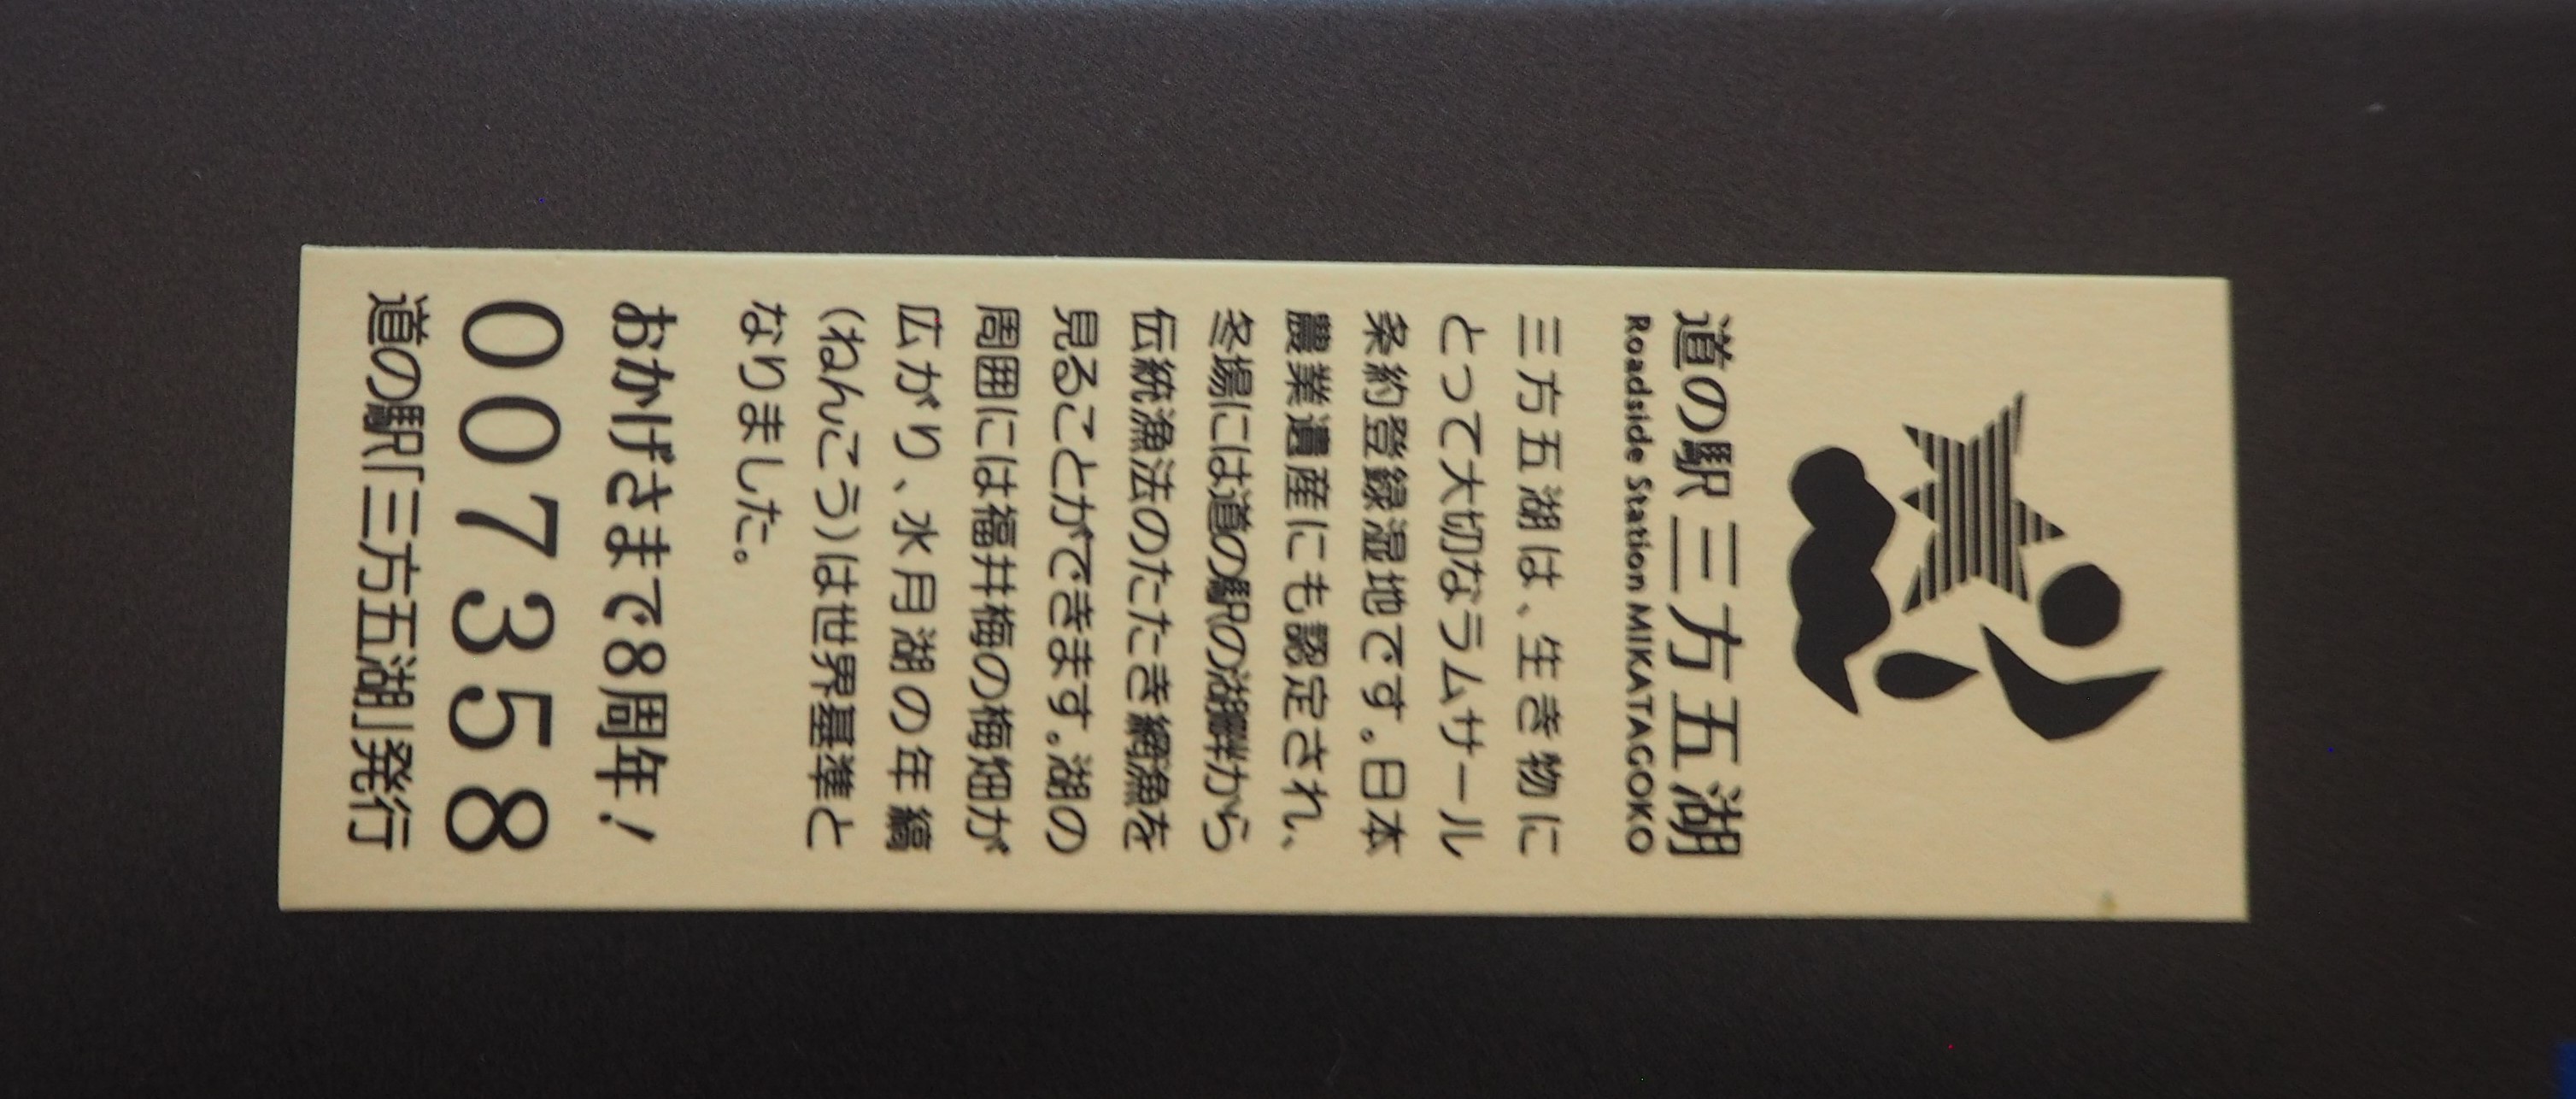 道の駅 三方五湖
Roadside Station MIKATAGOKO
三方五湖は、生き物に
とって大切なラムサール
条約登録湿地です。日本
農業遺産にも認定され、
冬場には道の駅の湖畔から
伝統漁法のたたき網漁を
見ることができます。湖の
周囲には福井梅の梅畑が
広がり、水月湖の年縞
(ねんこう)は世界基準と
なりました。
おかげさまで8周年！
007358
道の駅「三方五湖」発行